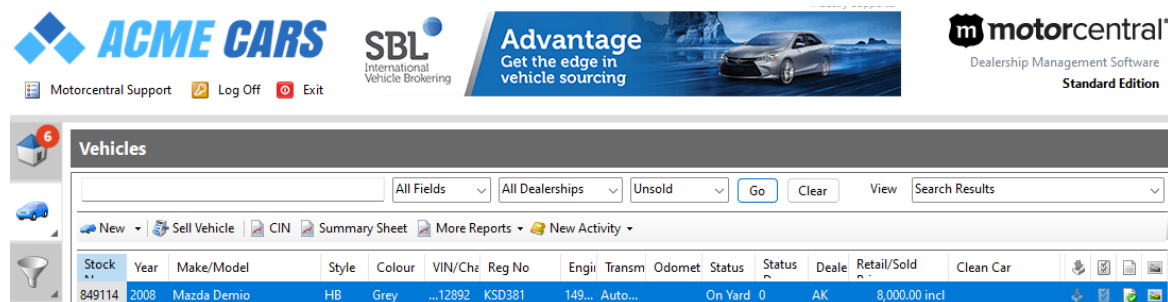 ACME CARS
SBL
International
Vehicle Brokering
Advantage
Get the edge in
vehicle sourcing
m motorcentral
Dealership Management Software
Standard Edition
Motorcentral Support Log Off Exit
6
Vehicles
All Fields All Dealerships Unsold Go Clear View Search Results
New Sell Vehicle CIN Summary Sheet More Reports New Activity
Stock Year Make/Model Style Colour VIN/Cha Reg No Engi Transm Odomet Status Status Deale Retail/Sold Clean Car
849114 2008 Mazda Demio HB Grey ...12892 KSD381 149... Auto... On Yard 0 AK 8,000.00 incl